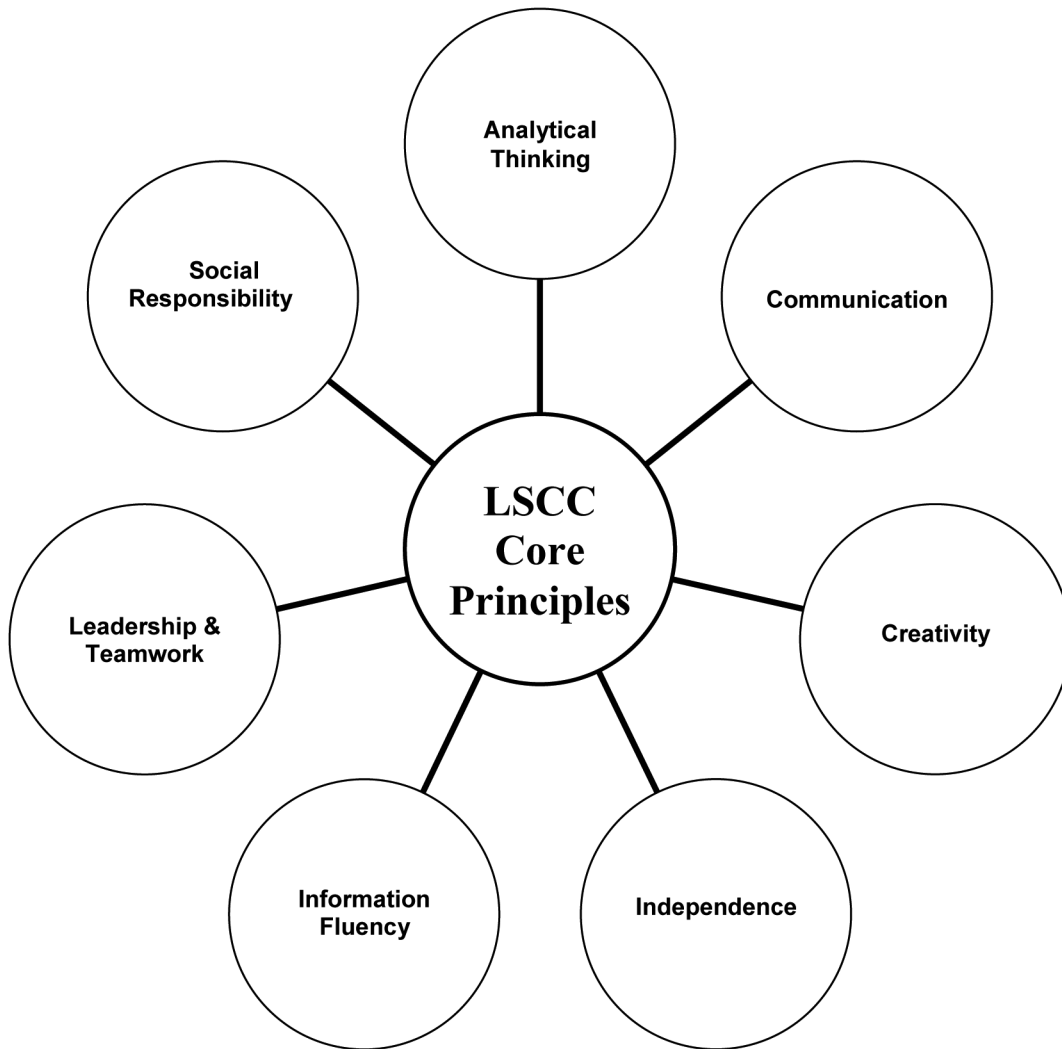 Analytical
Thinking
Social
Responsibility
Communication
LSCC
Core
Principles
Leadership &
Teamwork
Creativity
Information
Fluency
Independence